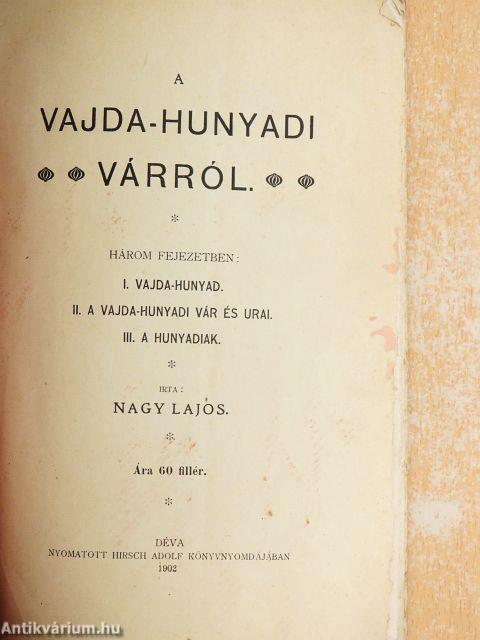 A
VAJDA-HUNYADI
VÁRRÓL.
*
HÁROM FEJEZETBEN:
I. VAJDA-HUNYAD.
II. A VAJDA-HUNYADI VÁR ÉS URAI.
III. A HUNYADIAK.
*
IRTA:
NAGY LAJOS.
*
Ára 60 fillér.
*
DÉVA
NYOMATOTT HIRSCH ADOLF KÖNYVNYOMDÁJÁBAN
1902
Antikvárium.hu